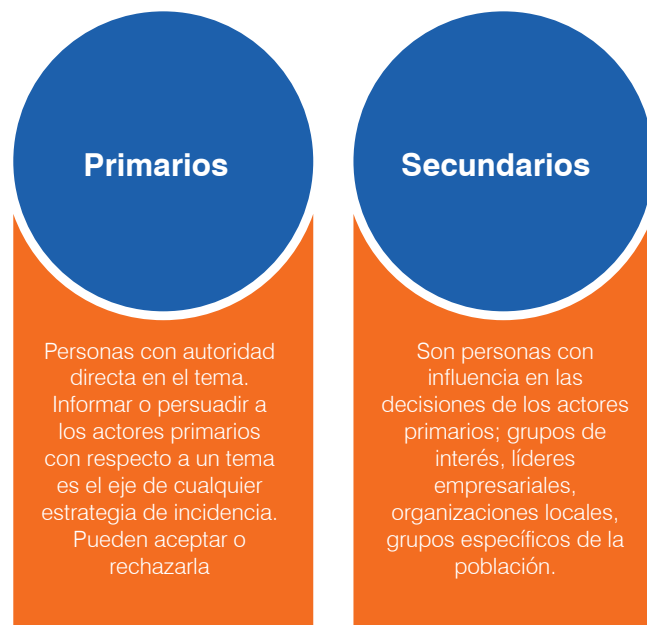 Primarios
Personas con autoridad
directa en el tema.
Informar o persuadir a
los actores primarios
con respecto a un tema
es el eje de cualquier
estrategia de incidencia.
Pueden aceptar o
rechazarla
Secundarios
Son personas con
influencia en las
decisiones de los actores
primarios; grupos de
interés, líderes
empresariales,
organizaciones locales,
grupos específicos de la
población.